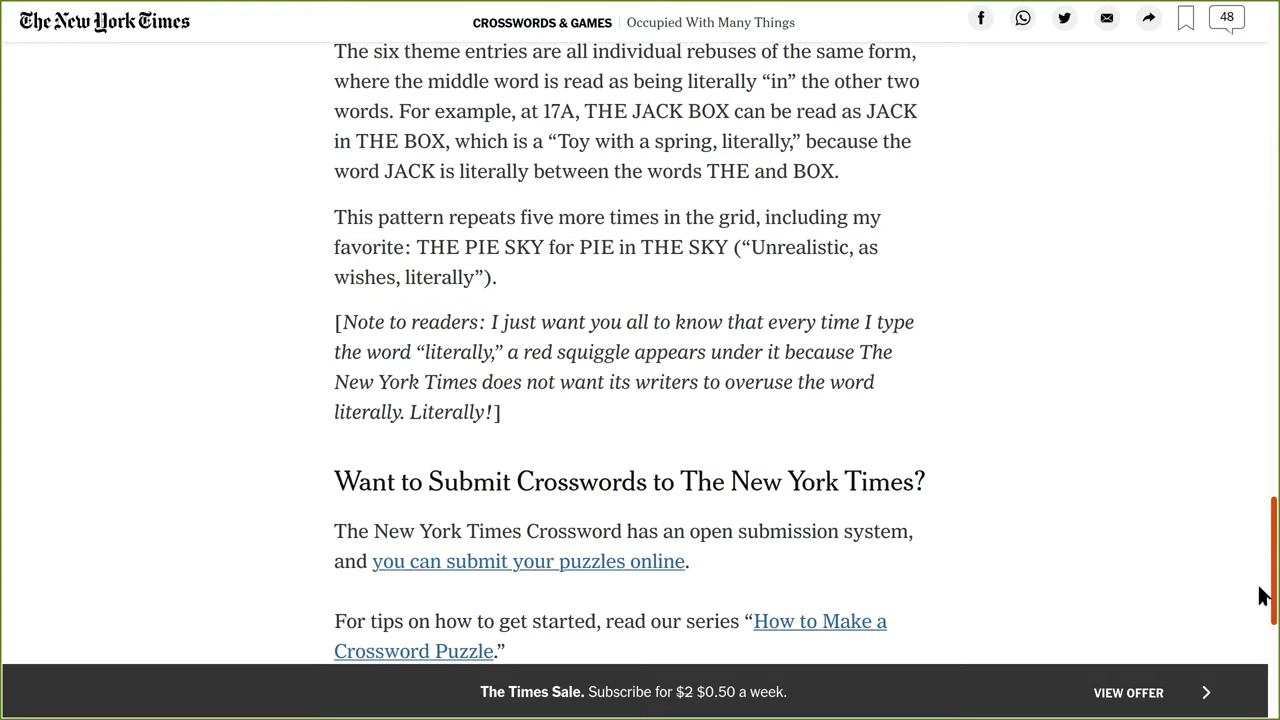 The New York Times
CROSSWORDS & GAMES | Occupied With Many Things
48
The six theme entries are all individual rebuses of the same form,
where the middle word is read as being literally “in” the other two
words. For example, at 17A, THE JACK BOX can be read as JACK
in THE BOX, which is a “Toy with a spring, literally,” because the
word JACK is literally between the words THE and BOX.
This pattern repeats five more times in the grid, including my
favorite: THE PIE SKY for PIE in THE SKY (“Unrealistic, as
wishes, literally”).
[Note to readers: I just want you all to know that every time I type
the word “literally,” a red squiggle appears under it because The
New York Times does not want its writers to overuse the word
literally. Literally!]
Want to Submit Crosswords to The New York Times?
The New York Times Crossword has an open submission system,
and you can submit your puzzles online.
For tips on how to get started, read our series “How to Make a
Crossword Puzzle.”
The Times Sale. Subscribe for $2 $0.50 a week.
VIEW OFFER